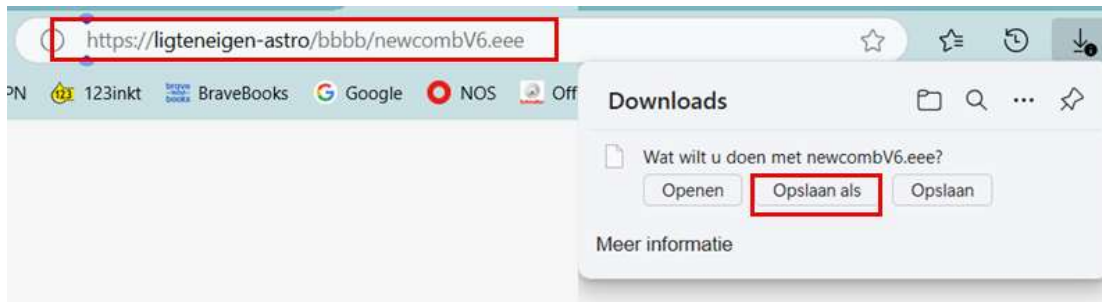 https://ligteneigen-astro/bbbb/newcombV6.eee
PN 123inkt BraveBooks Google NOS Off
Downloads
Wat wilt u doen met newcombV6.eee?
Openen Opslaan als Opslaan
Meer informatie